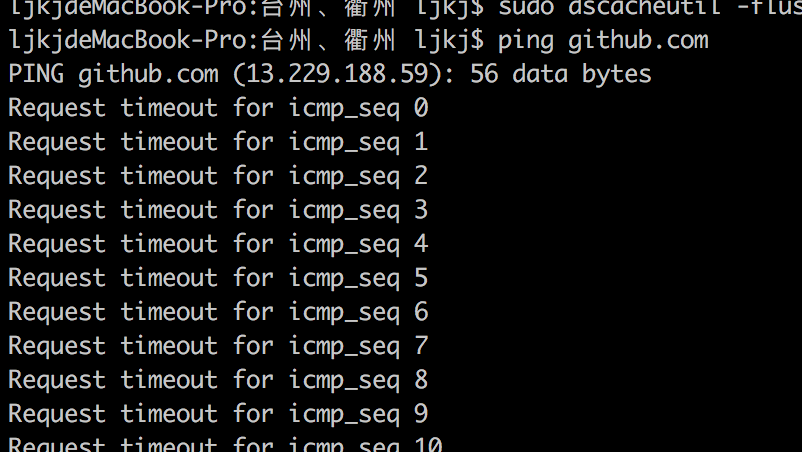 ljkjdeMacBook-Pro:台州、衢州 ljkj$ sudo dscacheutil -flus
ljkjdeMacBook-Pro:台州、衢州 ljkj$ ping github.com
PING github.com (13.229.188.59): 56 data bytes
Request timeout for icmp_seq 0
Request timeout for icmp_seq 1
Request timeout for icmp_seq 2
Request timeout for icmp_seq 3
Request timeout for icmp_seq 4
Request timeout for icmp_seq 5
Request timeout for icmp_seq 6
Request timeout for icmp_seq 7
Request timeout for icmp_seq 8
Request timeout for icmp_seq 9
Request timeout for icmp_seq 10